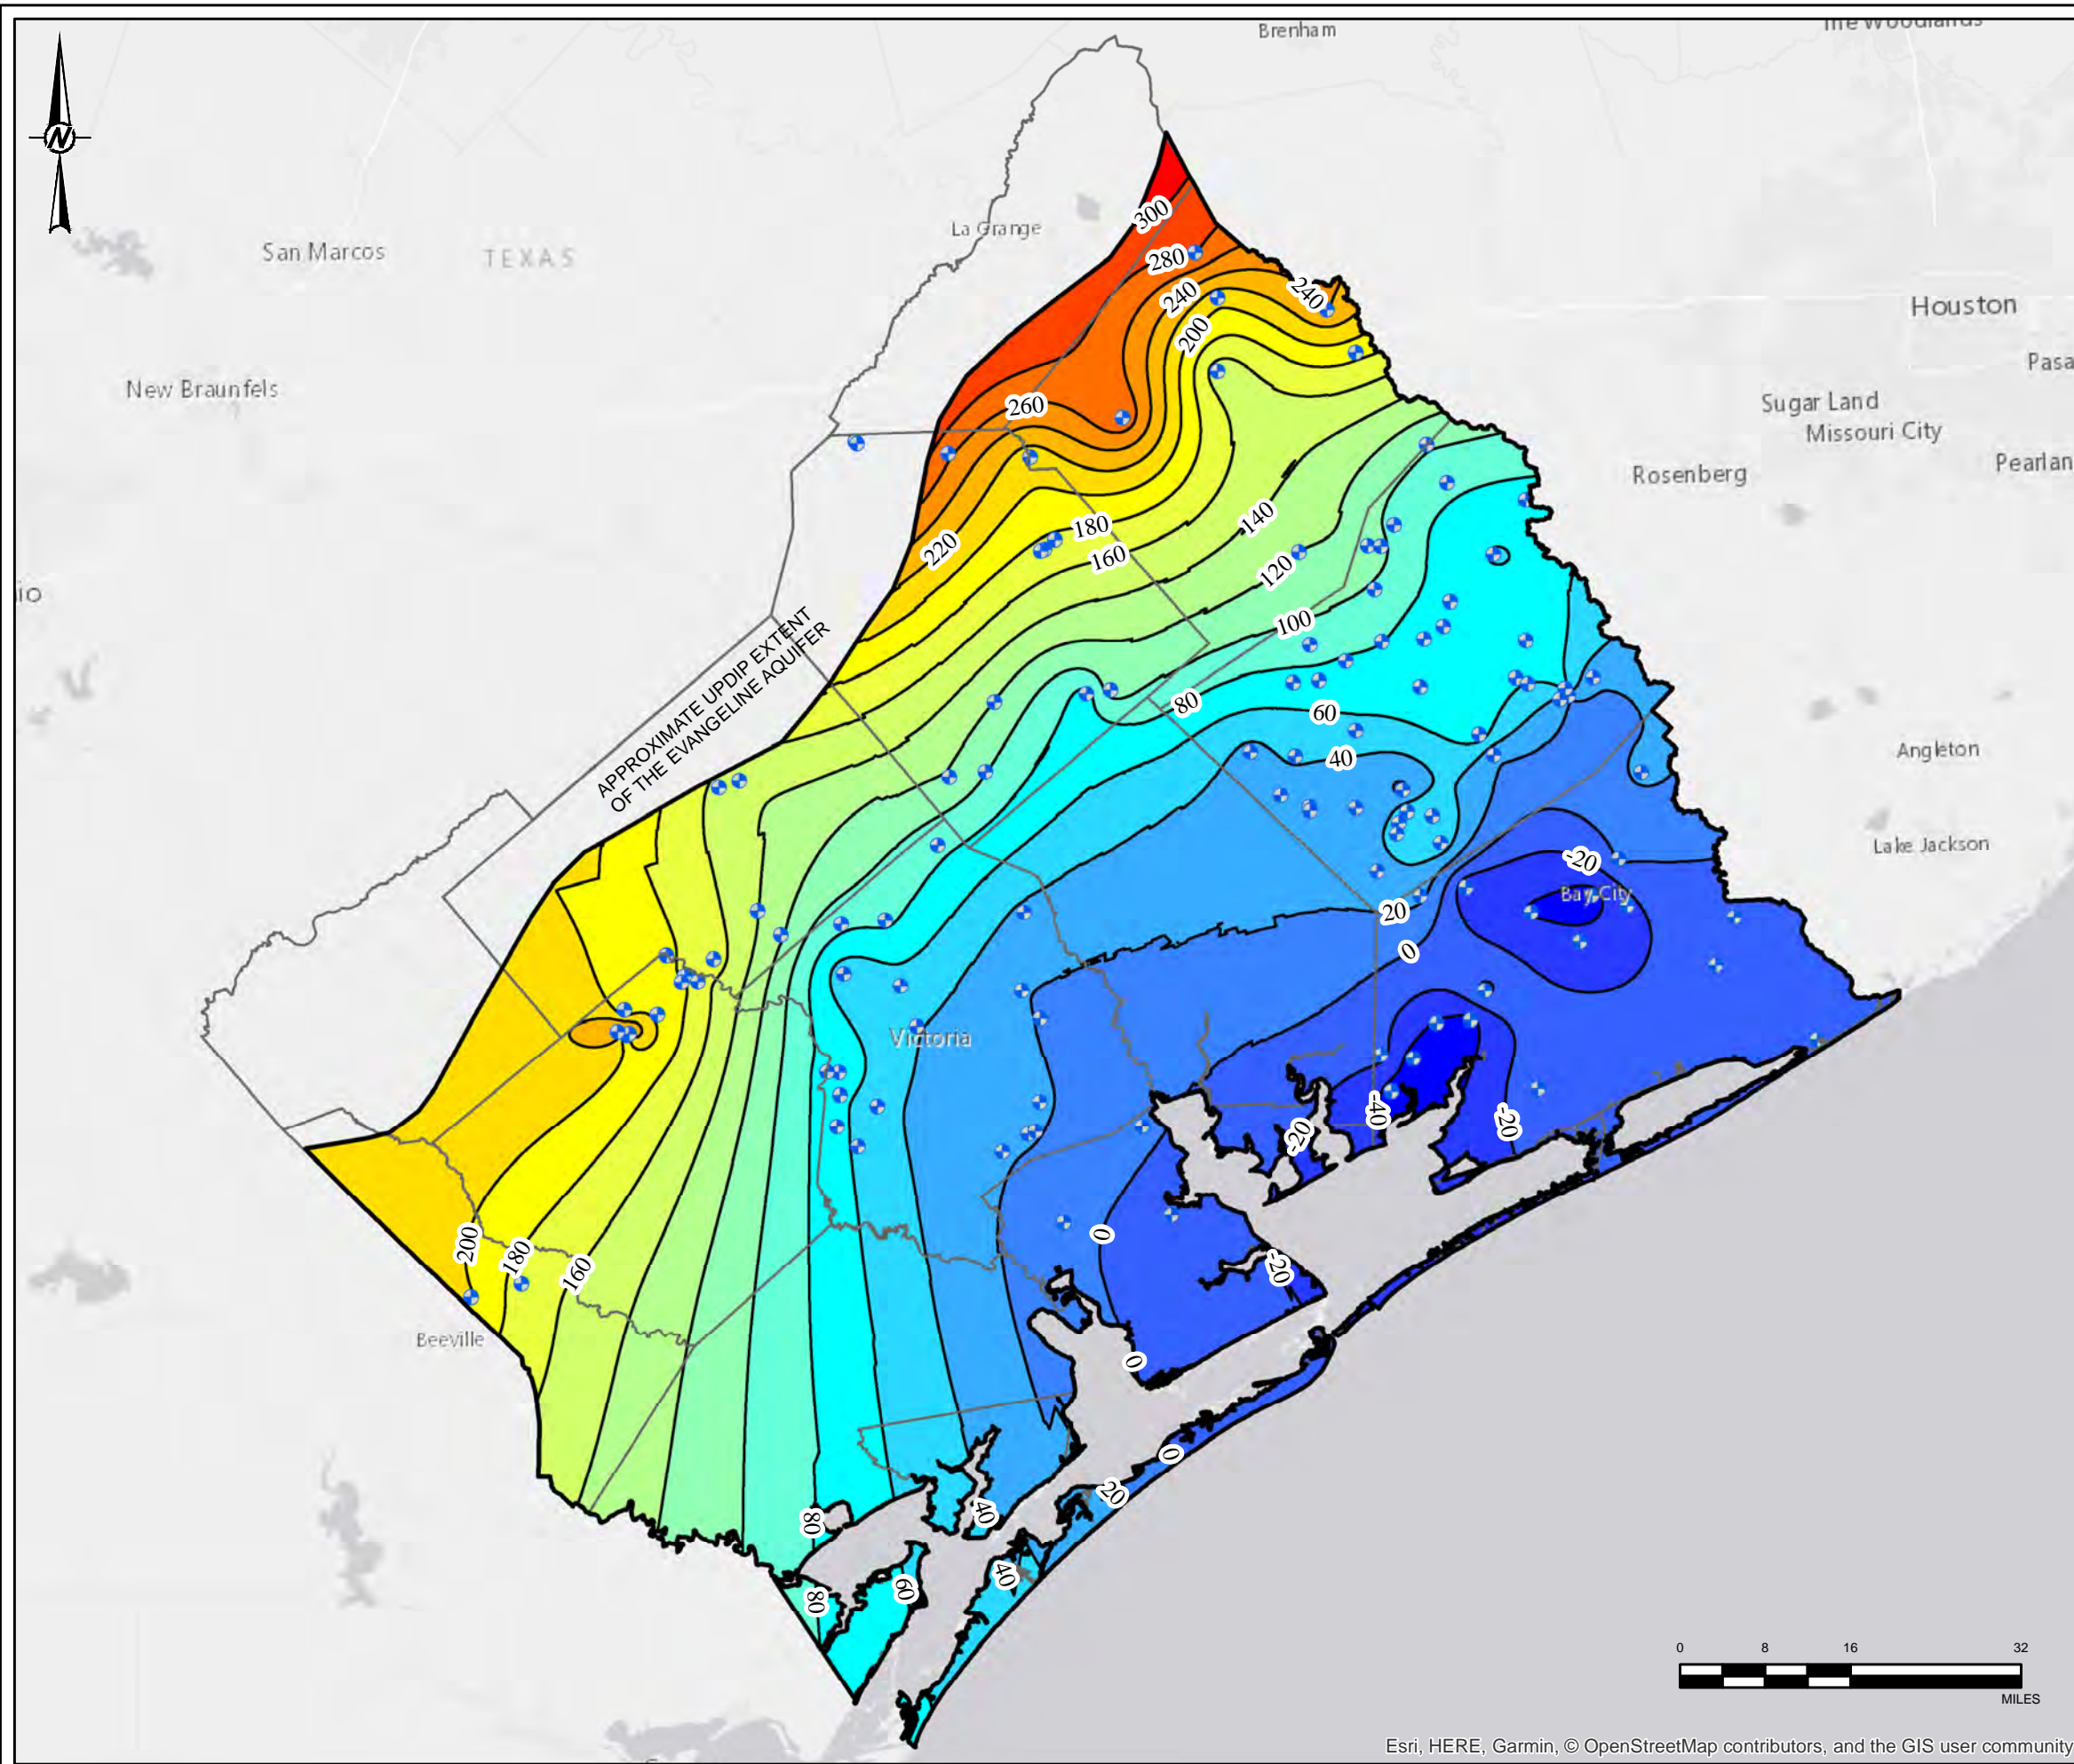 Brenham
The Woodlands
N
La Grange
San Marcos
TEXAS
300
280
240
240
200
Houston
Pasa
New Braunfels
260
Sugar Land
Missouri City
Rosenberg
Pearlan
180
160
140
220
120
io
100
APPROXIMATE UPDIP EXTENT
OF THE EVANGELINE AQUIFER
80
60
40
Angleton
Lake Jackson
-20
Bay City
20
0
Victoria
-40
-20
-20
200
180
160
0
-20
Beeville
0
0
20
40
80
40
60
80
0 8 16 32
MILES
Esri, HERE, Garmin, © OpenStreetMap contributors, and the GIS user community